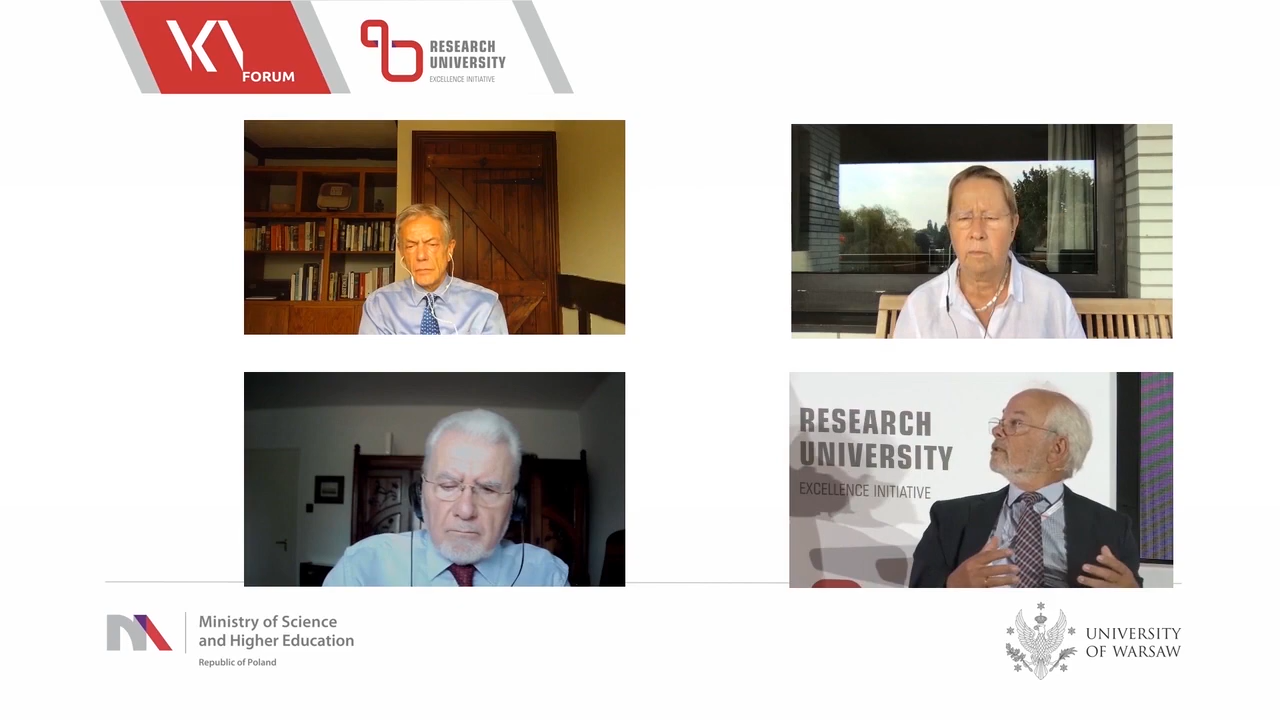 FORUM
RESEARCH
UNIVERSITY
EXCELLENCE INITIATIVE
RESEARCH
UNIVERSITY
EXCELLENCE INITIATIVE
Ministry of Science
and Higher Education
Republic of Poland
UNIVERSITY
OF WARSAW